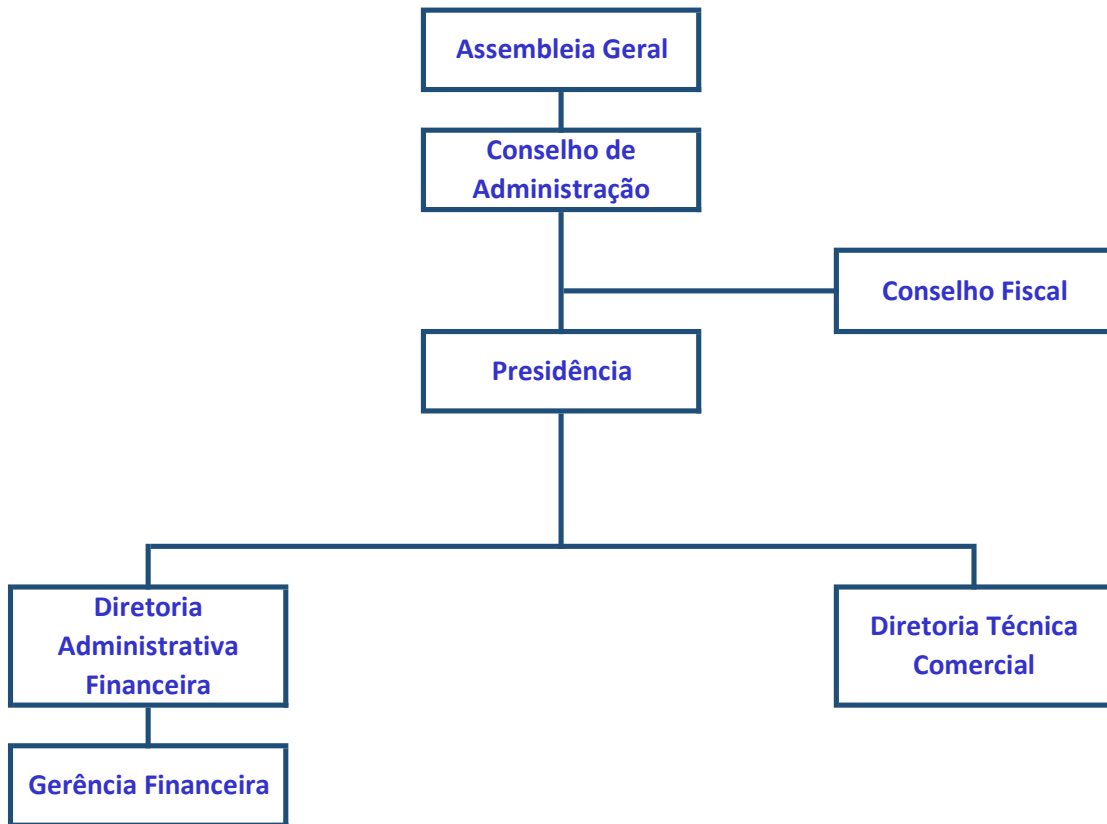 Assembleia Geral
Conselho de
Administração
Conselho Fiscal
Presidência
Diretoria
Administrativa
Financeira
Diretoria Técnica
Comercial
Gerência Financeira